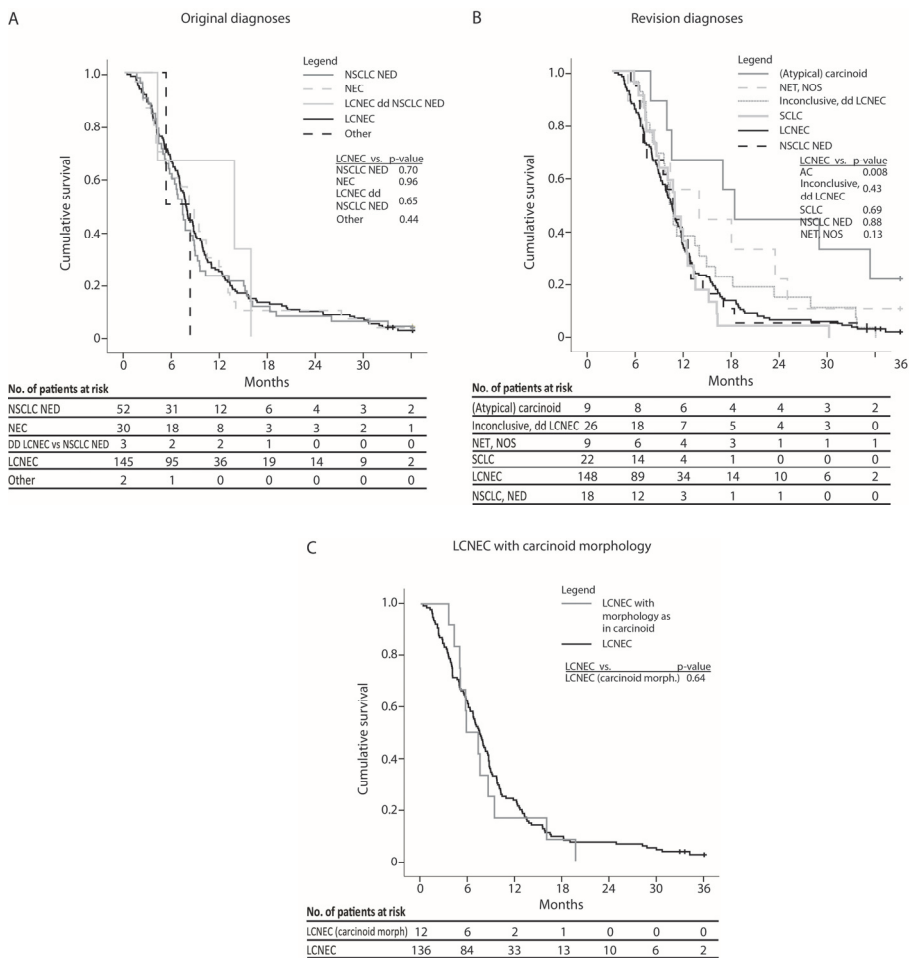 A
Original diagnoses
Legend
NSCLC NED
NEC
LCNEC dd NSCLC NED
LCNEC
Other
LCNEC vs. p-value
NSCLC NED 0.70
NEC 0.96
LCNEC dd
NSCLC NED 0.65
Other 0.44
Cumulative survival
1.0
0.8
0.6
0.4
0.2
0
0 6 12 18 24 30 36
Months
No. of patients at risk
NSCLC NED 52 31 12 6 4 3 2
NEC 30 18 8 3 3 2 1
DD LCNEC vs NSCLC NED 3 2 2 1 0 0 0
LCNEC 145 95 36 19 14 9 2
Other 2 1 0 0 0 0 0
B
Revision diagnoses
Legend
(Atypical) carcinoid
NET, NOS
Inconclusive, dd LCNEC
SCLC
LCNEC
NSCLC NED
LCNEC vs. p value
AC 0.008
Inconclusive,
dd LCNEC 0.43
SCLC 0.69
NSCLC NED 0.88
NET, NOS 0.13
Cumulative survival
1.0
0.8
0.6
0.4
0.2
0
0 6 12 18 24 30 36
Months
No. of patients at risk
(Atypical) carcinoid 9 8 6 4 4 3 2
Inconclusive, dd LCNEC 26 18 7 5 4 3 0
NET, NOS 9 6 4 3 1 1 1
SCLC 22 14 4 1 0 0 0
LCNEC 148 89 34 14 10 6 2
NSCLC, NED 18 12 3 1 1 0 0
C
LCNEC with carcinoid morphology
Legend
LCNEC with
morphology as
in carcinoid
LCNEC
LCNEC vs. p-value
LCNEC (carcinoid morph.) 0.64
Cumulative survival
1.0
0.8
0.6
0.4
0.2
0
0 6 12 18 24 30 36
Months
No. of patients at risk
LCNEC (carcinoid morph) 12 6 2 1 0 0 0
LCNEC 136 84 33 13 10 6 2